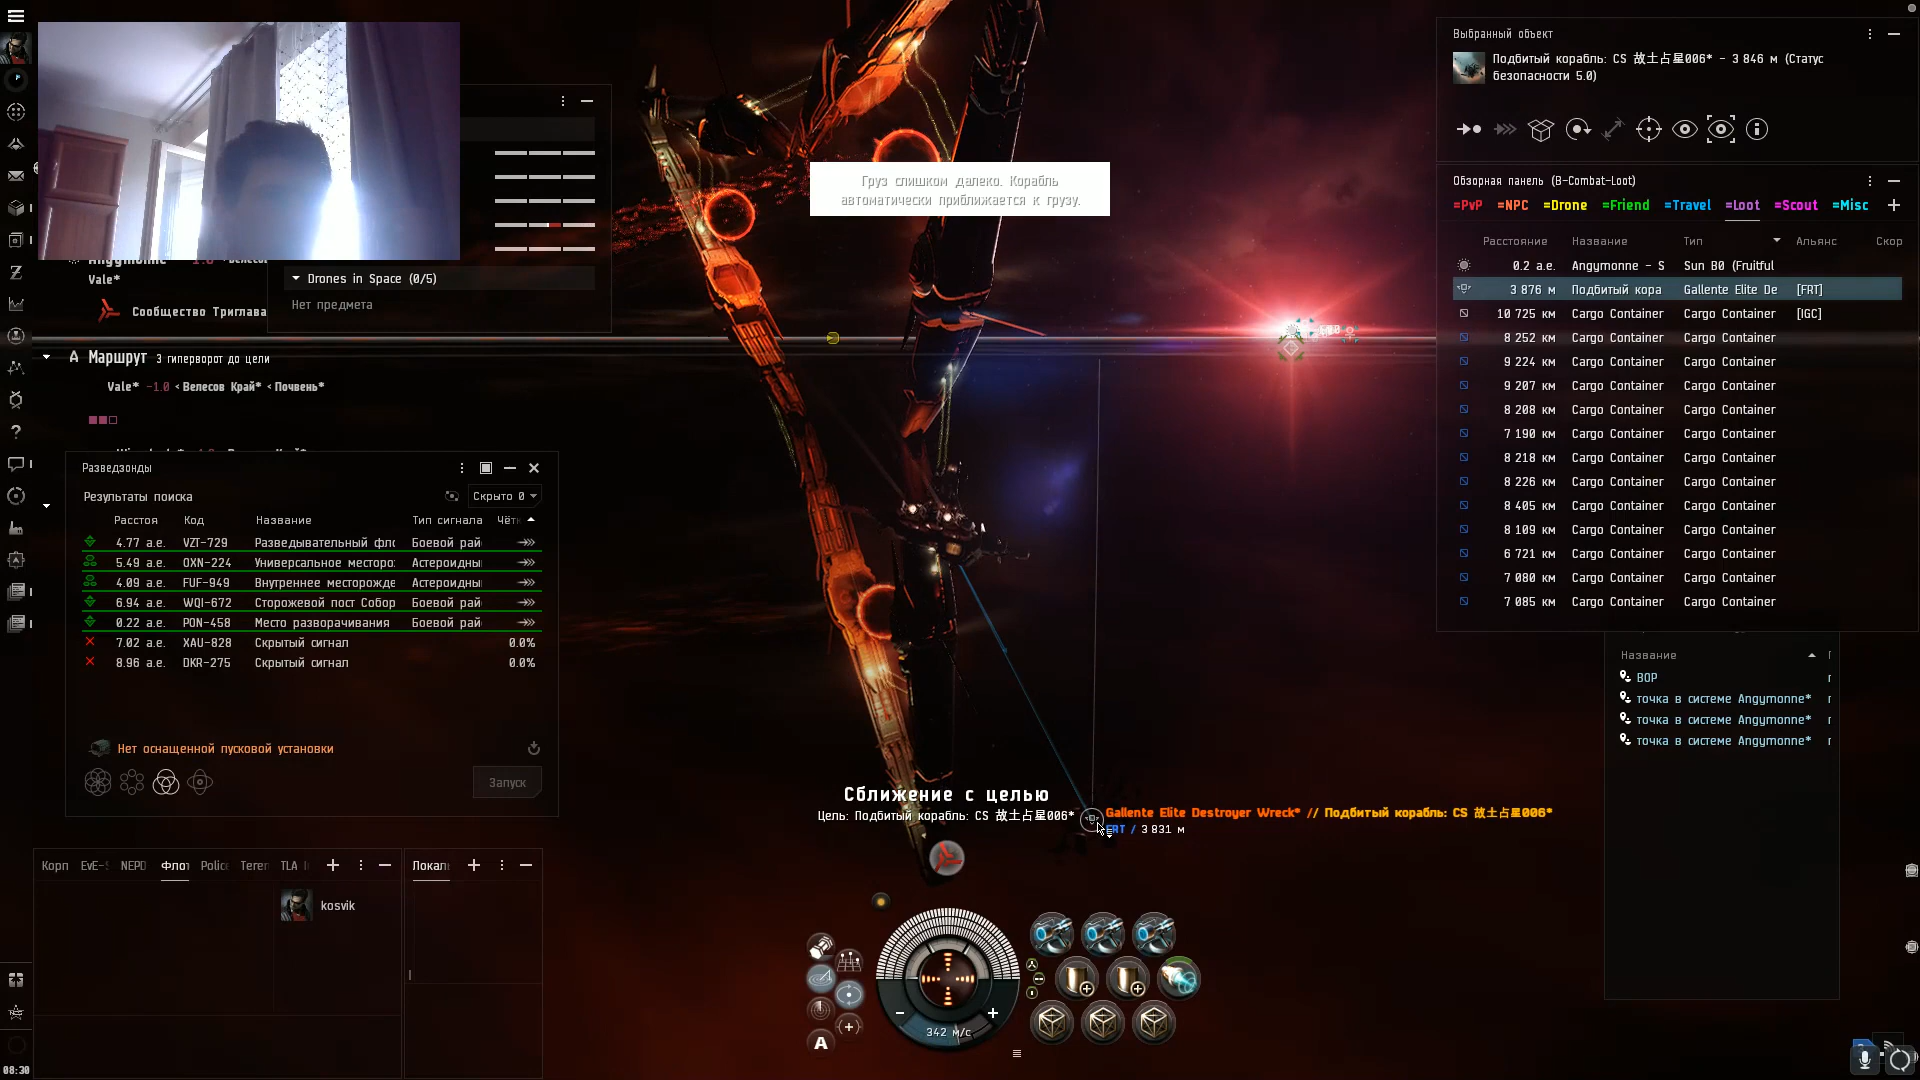 Выбранный объект
Подбитый корабль: CS 故土占星006* - 3 846 м (Статус
безопасности 5.0)
Груз слишком далеко. Корабль
автоматически приближается к грузу.
Обзорная панель (B-Combat-Loot)
=PvP =NPC =Drone =Friend =Travel =Loot =Scout =Misc
Расстояние Название Тип Альянс Скор
0.2 а.е. Angymonne - S Sun B0 (Fruitful
3 876 м Подбитый кора Gallente Elite De [FRT]
10 725 км Cargo Container Cargo Container [IGC]
8 252 км Cargo Container Cargo Container
9 224 км Cargo Container Cargo Container
9 207 км Cargo Container Cargo Container
8 208 км Cargo Container Cargo Container
7 190 км Cargo Container Cargo Container
8 218 км Cargo Container Cargo Container
8 226 км Cargo Container Cargo Container
8 405 км Cargo Container Cargo Container
8 109 км Cargo Container Cargo Container
6 721 км Cargo Container Cargo Container
7 080 км Cargo Container Cargo Container
7 085 км Cargo Container Cargo Container
Название
BOP
точка в системе Angymonne*
точка в системе Angymonne*
точка в системе Angymonne*
Drones in Space (0/5)
Нет предмета
Vale*
Сообщество Триглава
Маршрут 3 гиперворот до цели
Vale* -1.0 < Велесов Край* < Почвень*
Разведзонды
Результаты поиска
Скрыто 0
Расстоя Код Название Тип сигнала Чётк
4.77 а.е. VZT-729 Разведывательный фло Боевой рай
5.49 а.е. OXN-224 Универсальное месторо Астероидны
4.09 а.е. FUF-949 Внутреннее месторожде Астероидны
6.94 а.е. WQI-672 Сторожевой пост Собор Боевой рай
0.22 а.е. PON-458 Место разворачивания Боевой рай
7.02 а.е. XAU-828 Скрытый сигнал 0.0%
8.96 а.е. DKR-275 Скрытый сигнал 0.0%
Нет оснащенной пусковой установки
Запуск
Сближение с целью
Цель: Подбитый корабль: CS 故土占星006*
Gallente Elite Destroyer Wreck* // Подбитый корабль: CS 故土占星006*
FRT / 3 831 м
Корп EvE-S NEPD Флот Police Teren TLA
Локал
kosvik
342 м/с
A
08:30